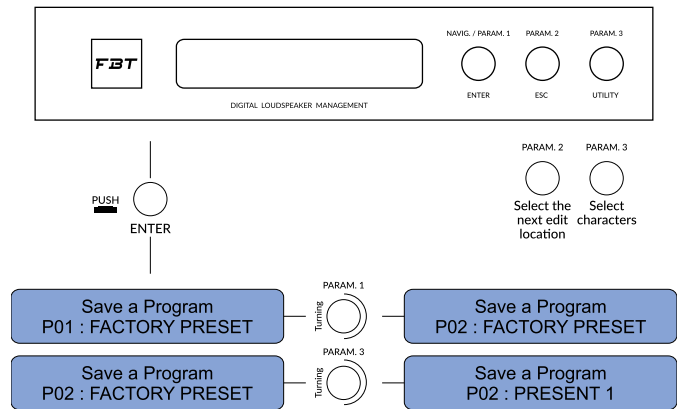 NAVIG. / PARAM. 1 PARAM. 2 PARAM. 3
FBT
ENTER ESC UTILITY
DIGITAL LOUDSPEAKER MANAGEMENT
PARAM. 2 PARAM. 3
PUSH
ENTER
Select the
next edit
location
Select
characters
PARAM. 1
Save a Program
P01 : FACTORY PRESET
Turning
Save a Program
P02 : FACTORY PRESET
PARAM. 3
Save a Program
P02 : FACTORY PRESET
Turning
Save a Program
P02 : PRESENT 1